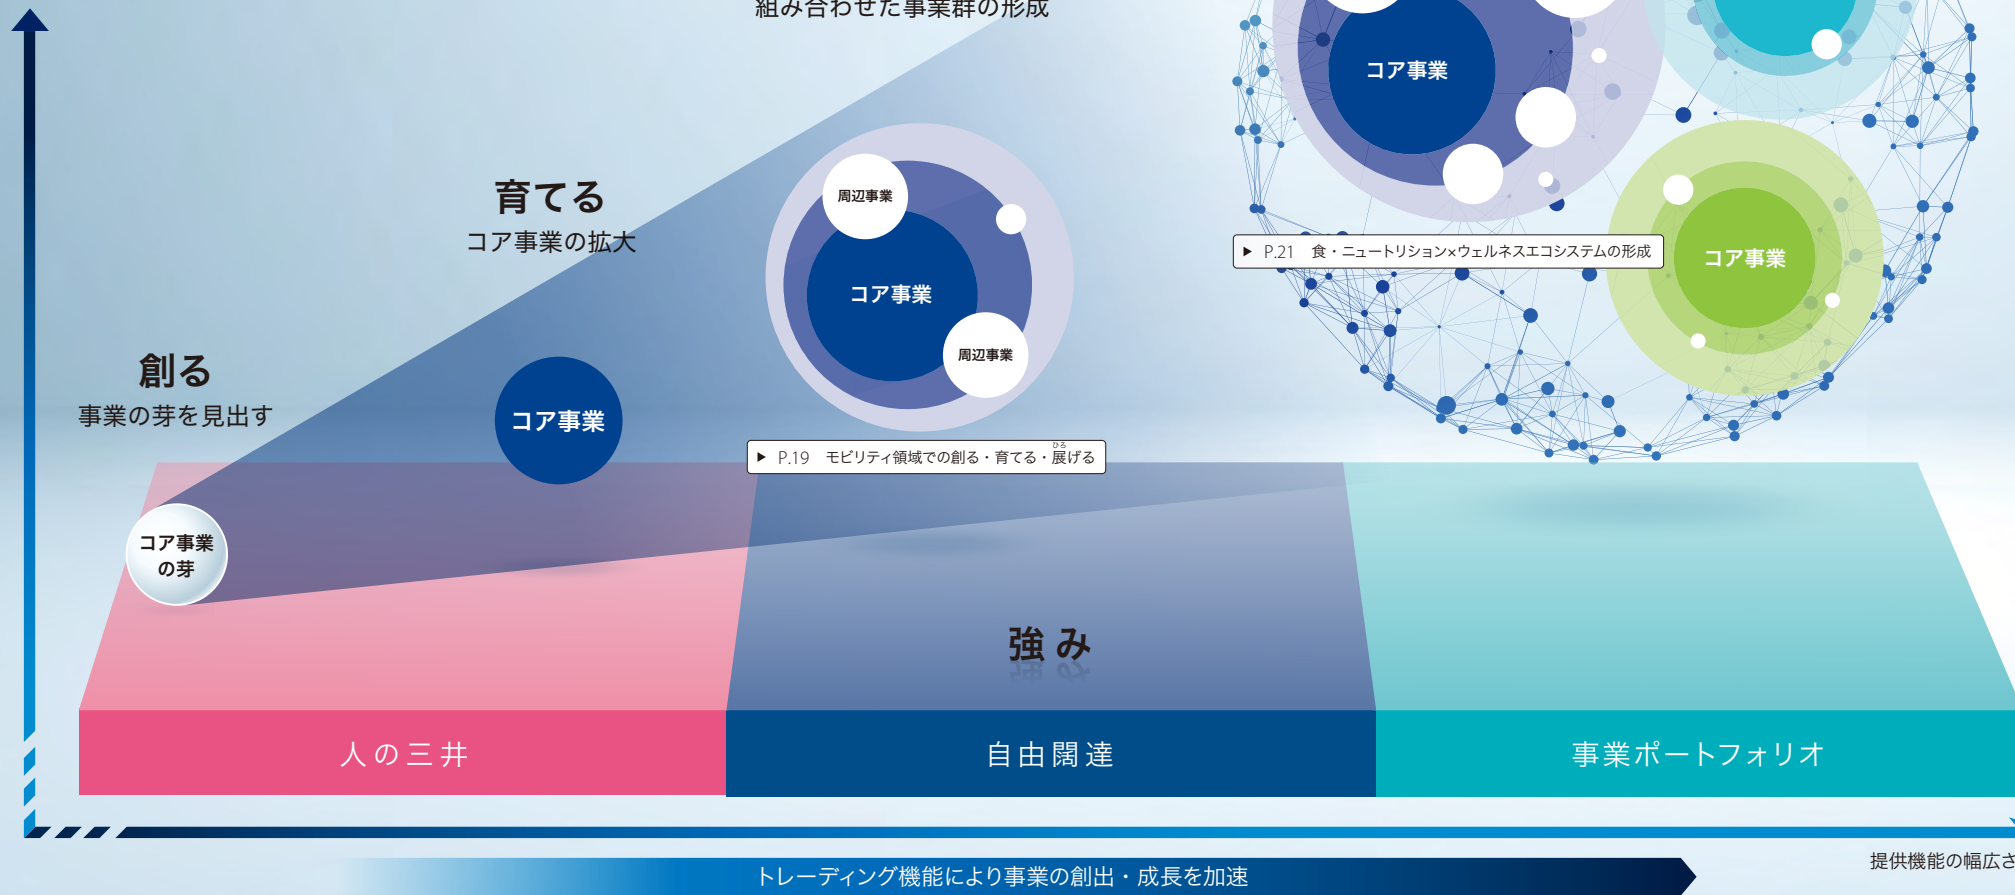 組み合わせた事業群の形成
コア事業
育てる
コア事業の拡大
周辺事業
コア事業
周辺事業
▶ P.21 食・ニュートリション×ウェルネスエコシステムの形成
コア事業
創る
事業の芽を見出す
コア事業
ひろ
▶ P.19 モビリティ領域での創る・育てる・展げる
コア事業
の芽
強み
人の三井
自由闊達
事業ポートフォリオ
提供機能の幅広さ
トレーディング機能により事業の創出・成長を加速